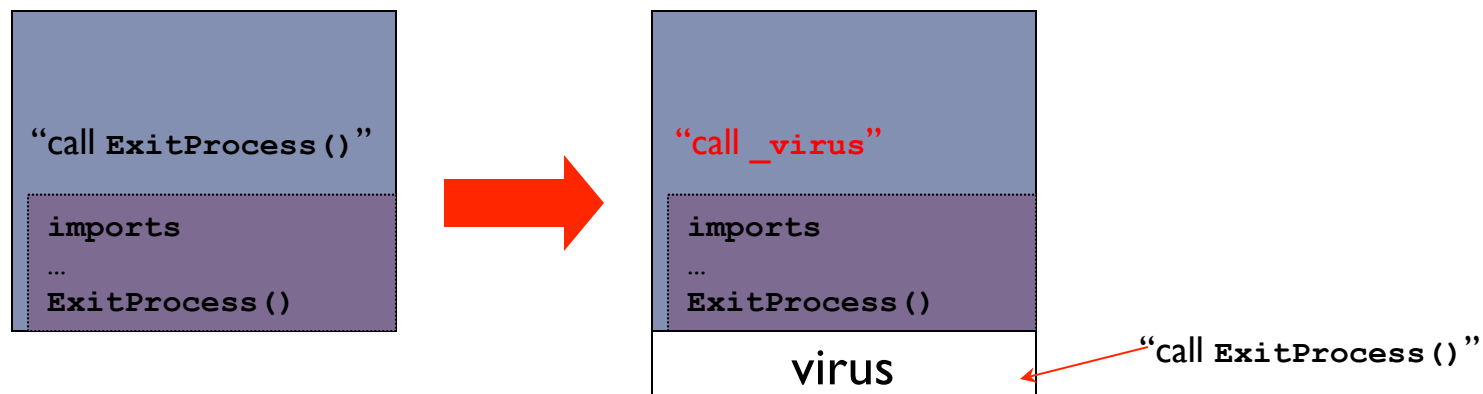 “call ExitProcess()”
imports
…
ExitProcess()
“call _virus”
imports
…
ExitProcess()
virus
“call ExitProcess()”